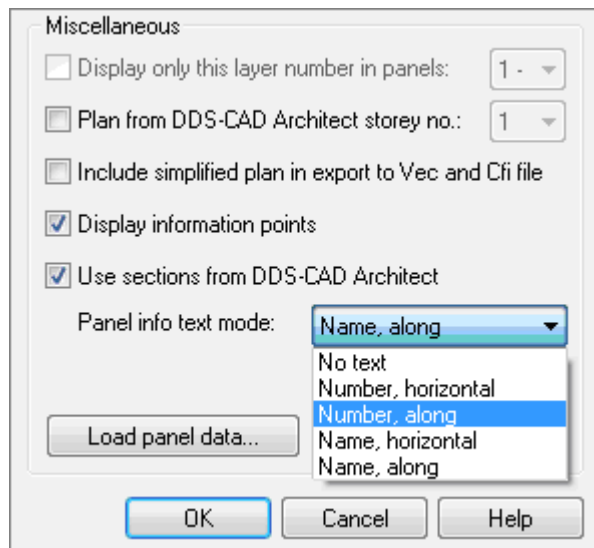 Miscellaneous
Display only this layer number in panels: 1 -
Plan from DDS-CAD Architect storey no.: 1
Include simplified plan in export to Vec and Cfi file
Display information points
Use sections from DDS-CAD Architect
Panel info text mode: Name, along
No text
Number, horizontal
Number, along
Name, horizontal
Name, along
Load panel data...
OK Cancel Help